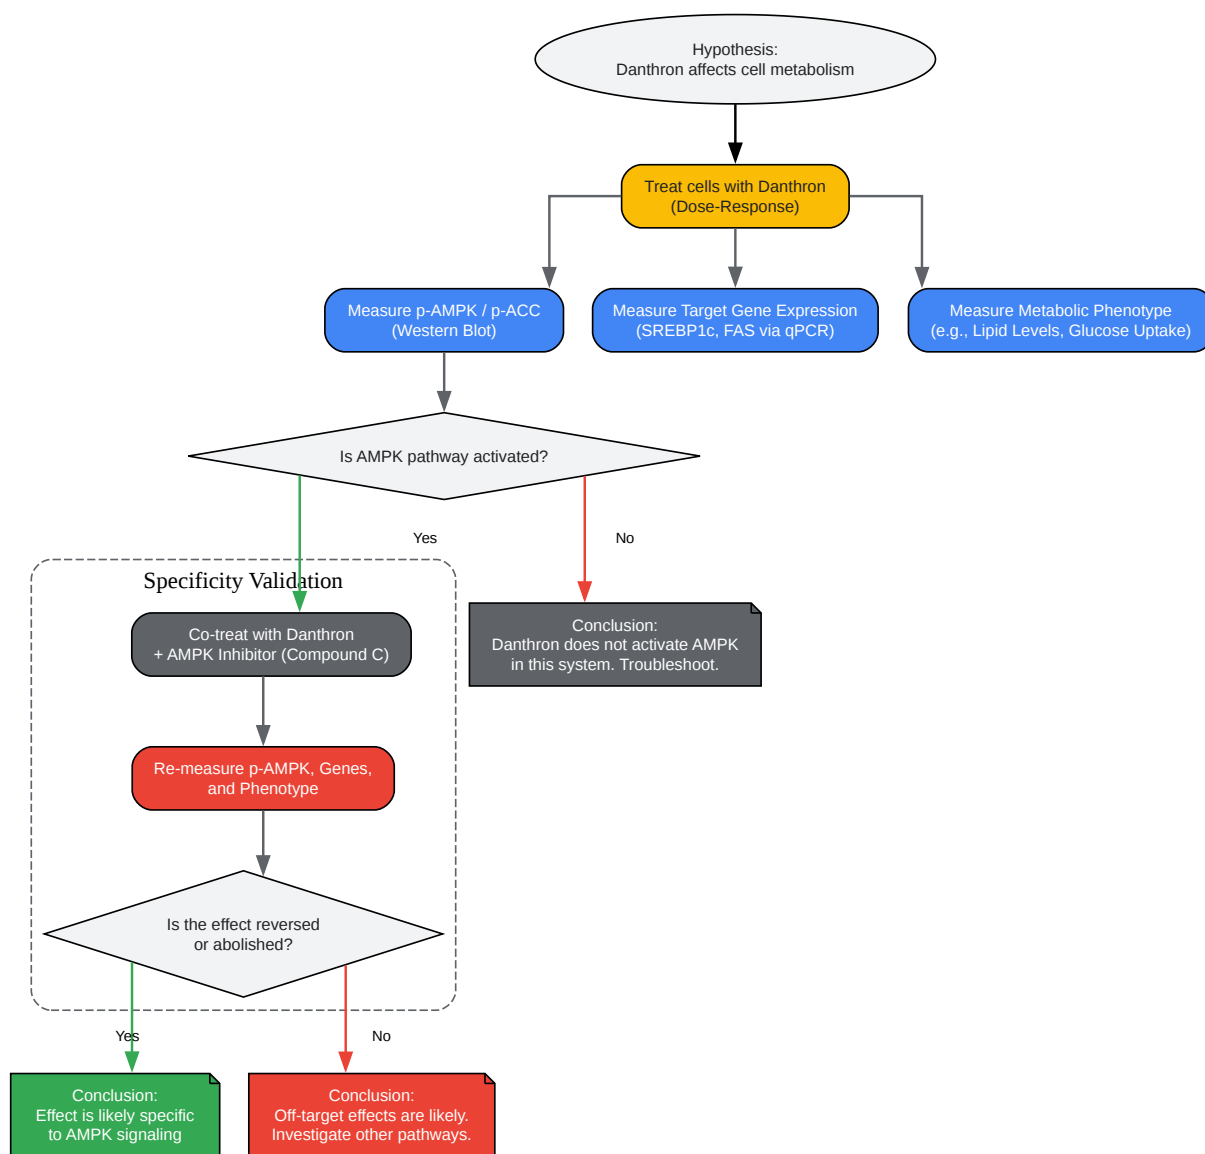 Hypothesis:
Danthron affects cell metabolism
Treat cells with Danthron
(Dose-Response)
Measure p-AMPK / p-ACC
(Western Blot)
Measure Target Gene Expression
(SREBP1c, FAS via qPCR)
Measure Metabolic Phenotype
(e.g., Lipid Levels, Glucose Uptake)
Is AMPK pathway activated?
Yes
No
Specificity Validation
Co-treat with Danthron
+ AMPK Inhibitor (Compound C)
Conclusion:
Danthron does not activate AMPK
in this system. Troubleshoot.
Re-measure p-AMPK, Genes,
and Phenotype
Is the effect reversed
or abolished?
Yes
No
Conclusion:
Effect is likely specific
to AMPK signaling
Conclusion:
Off-target effects are likely.
Investigate other pathways.